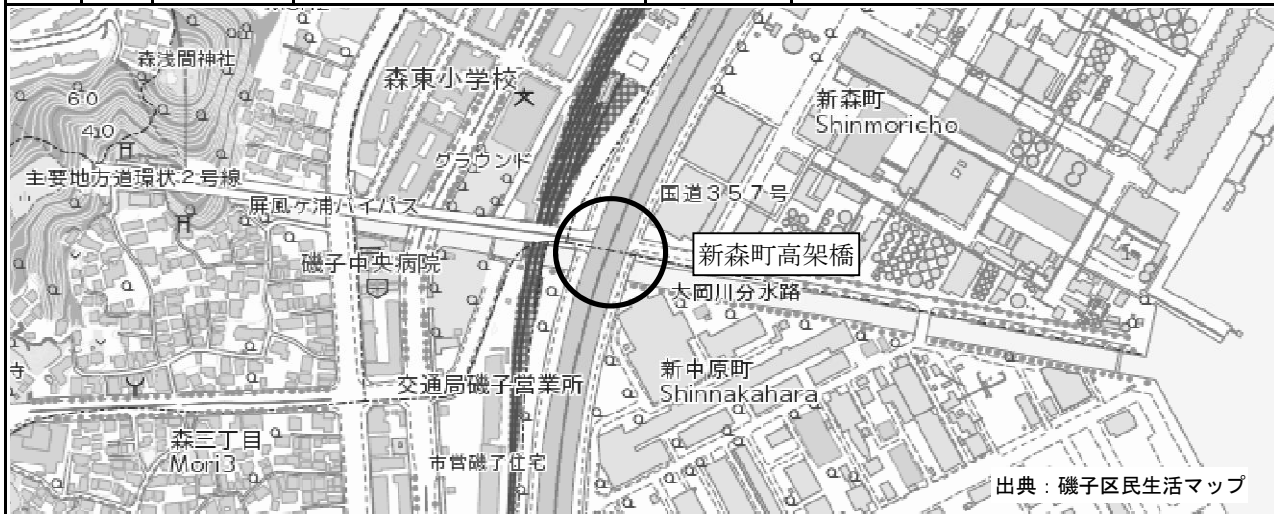 森浅間神社
森東小学校
60
新森町
Shinmoricho
40
グラウンド
主要地方道環状2号線
国道357号
屏風ケ浦バイパス
新森町高架橋
磯子中央病院
大岡川分水路
新中原町
Shinnakahara
交通局磯子営業所
森三丁目
Mori3
市営磯子住宅
出典：磯子区民生活マップ